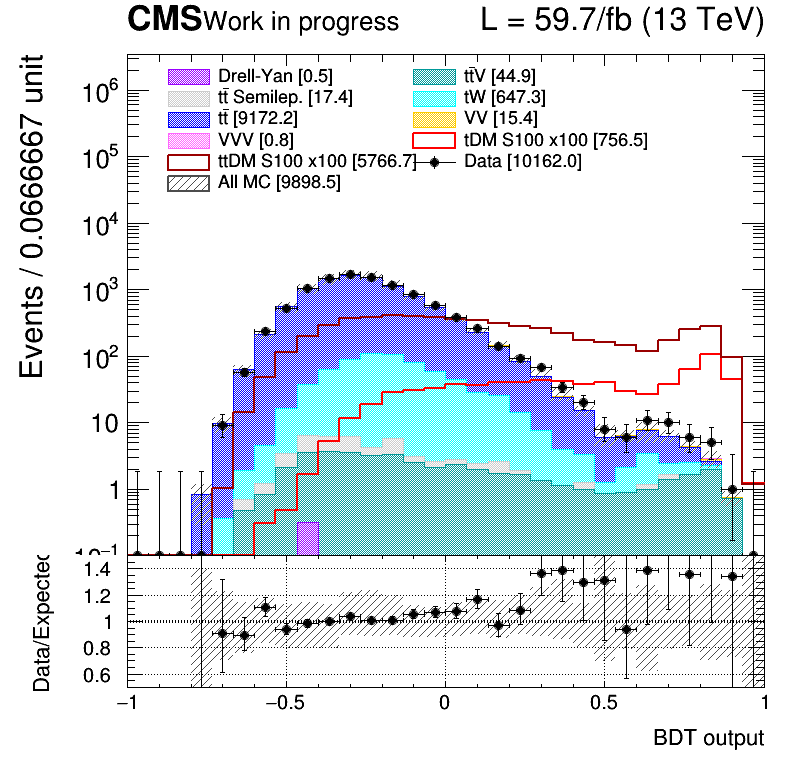 CMS Work in progress L = 59.7/fb (13 TeV)
Events / 0.0666667 unit
Drell-Yan [0.5] tt̄V [44.9]
tt̄ Semilep. [17.4] tW [647.3]
tt̄ [9172.2] VV [15.4]
VVV [0.8] tDM S100 x100 [756.5]
ttDM S100 x100 [5766.7] Data [10162.0]
All MC [9898.5]
10⁶
10⁵
10⁴
10³
10²
10
1
10⁻¹
Data/Expected
1.4
1.2
1
0.8
0.6
−1 −0.5 0 0.5 1
BDT output